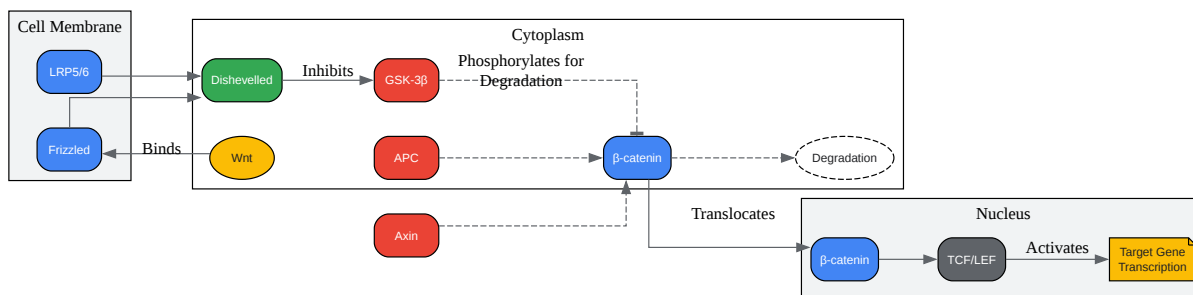 Cell Membrane
Cytoplasm
LRP5/6
Dishevelled
Inhibits
GSK-3β
Phosphorylates for
Degradation
Frizzled
Binds
Wnt
APC
β-catenin
Degradation
Axin
Translocates
Nucleus
β-catenin
TCF/LEF
Activates
Target Gene
Transcription